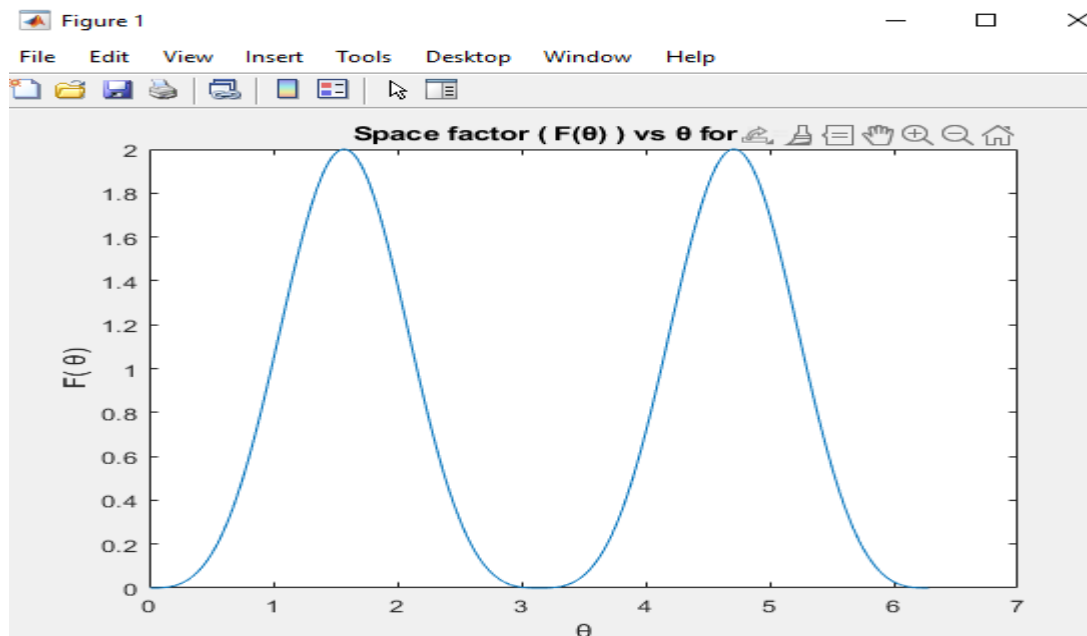 Figure 1
File Edit View Insert Tools Desktop Window Help
Space factor ( F(θ) ) vs θ for
2
1.8
1.6
1.4
1.2
1
0.8
0.6
0.4
0.2
0
F( θ)
0 1 2 3 4 5 6 7
θ